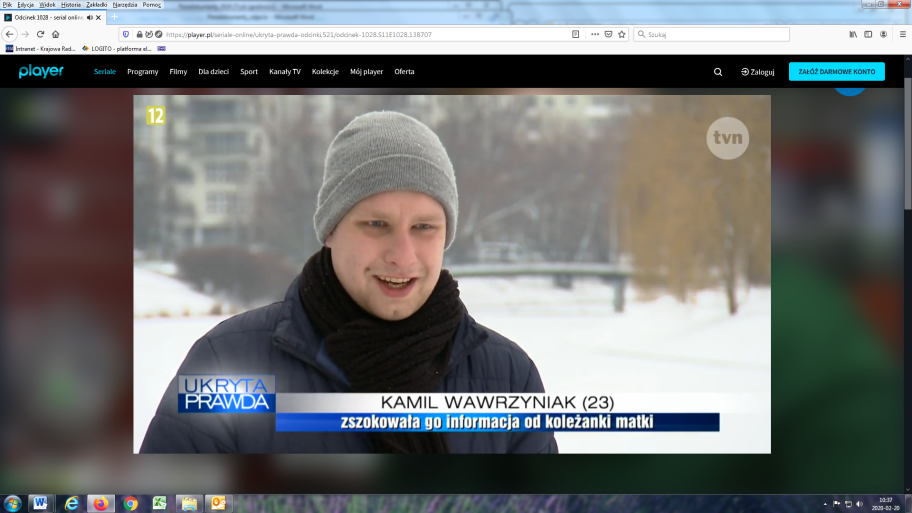 Plik Edycja Widok Historia Zakładki Narzędzia Pomoc
Odcinek 1028 - serial online
https://player.pl/seriale-online/ukryta-prawda-odcinki,521/odcinek-1028,S11E1028,138707
Szukaj
Intranet - Krajowa Rad...
LOGITO - platforma el...
player
Seriale Programy Filmy Dla dzieci Sport Kanały TV Kolekcje Mój player Oferta
Zaloguj
ZAŁÓŻ DARMOWE KONTO
12
tvn
UKRYTA
PRAWDA
KAMIL WAWRZYNIAK (23)
zszokowała go informacja od koleżanki matki
10:37
2020-02-20